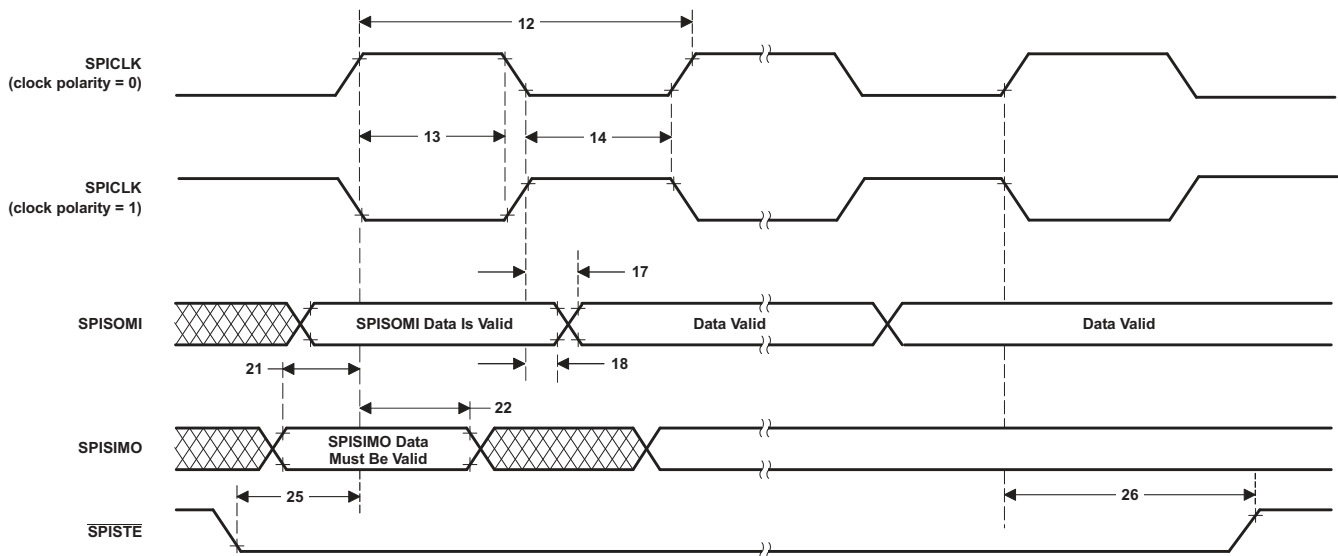 12
SPICLK
(clock polarity = 0)
13
14
SPICLK
(clock polarity = 1)
17
SPISOMI
SPISOMI Data Is Valid
Data Valid
Data Valid
18
21
22
SPISIMO
SPISIMO Data
Must Be Valid
25
26
SPISTE